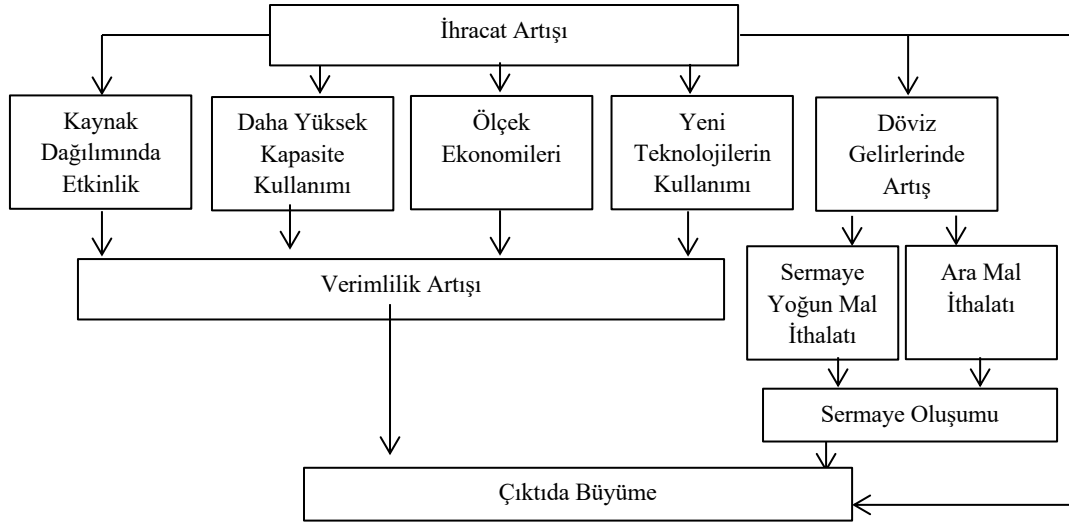 İhracat Artışı
Kaynak
Dağılımında
Etkinlik
Daha Yüksek
Kapasite
Kullanımı
Ölçek
Ekonomileri
Yeni
Teknolojilerin
Kullanımı
Döviz
Gelirlerinde
Artış
Verimlilik Artışı
Sermaye
Yoğun Mal
İthalatı
Ara Mal
İthalatı
Sermaye Oluşumu
Çıktıda Büyüme